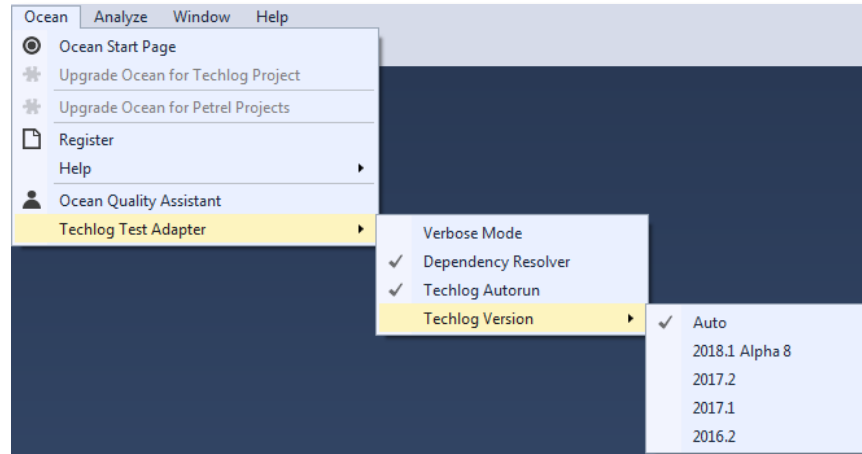 Ocean Analyze Window Help
Ocean Start Page
Upgrade Ocean for Techlog Project
Upgrade Ocean for Petrel Projects
Register
Help
Ocean Quality Assistant
Techlog Test Adapter
Verbose Mode
Dependency Resolver
Techlog Autorun
Techlog Version
Auto
2018.1 Alpha 8
2017.2
2017.1
2016.2